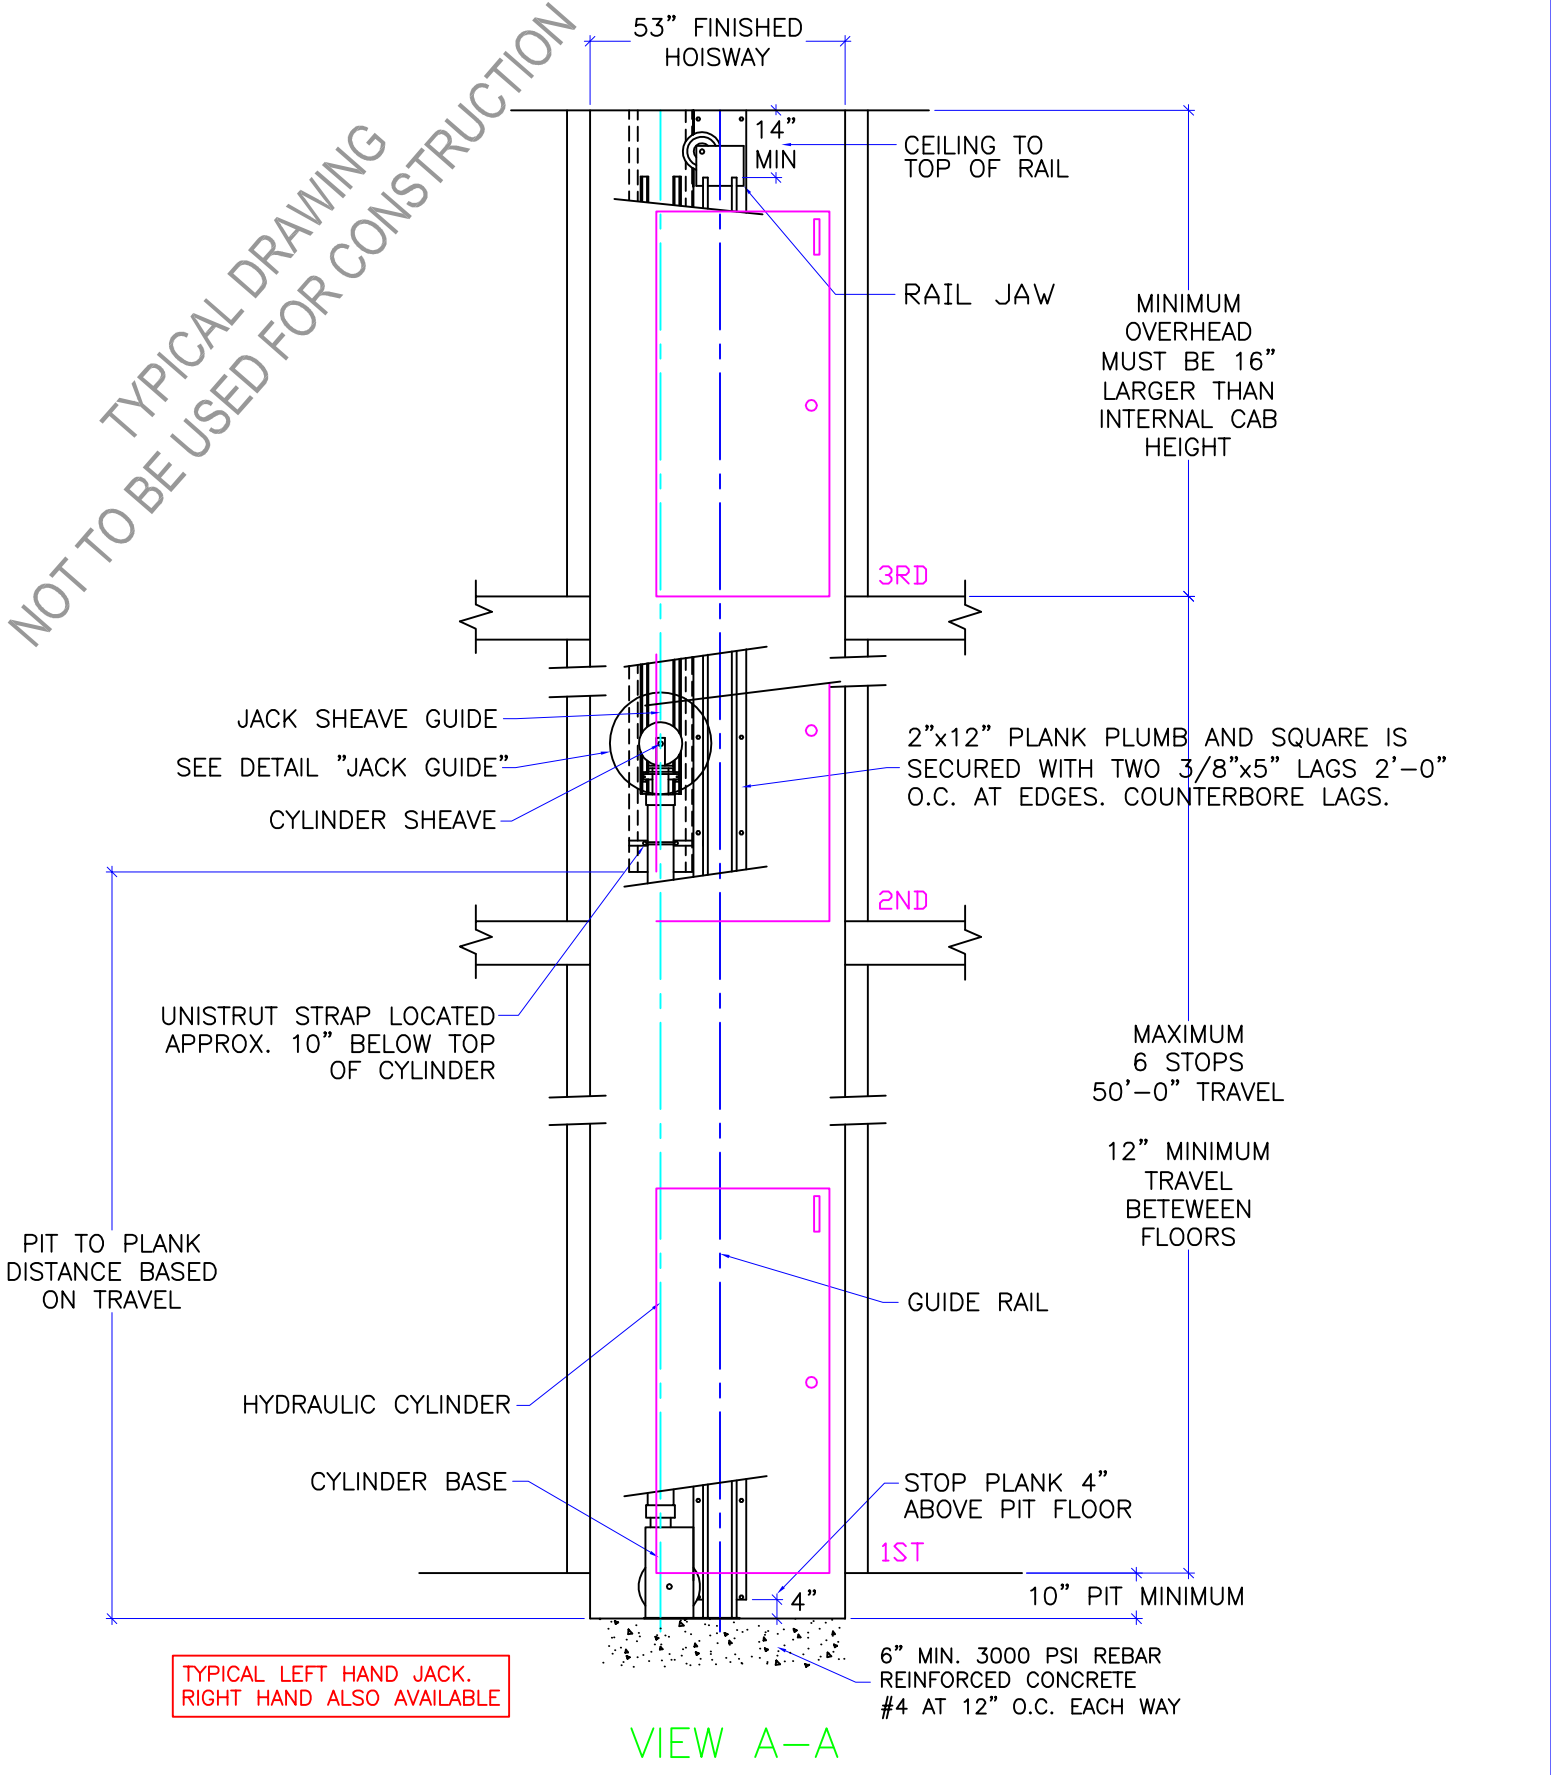 53” FINISHED
HOISWAY
TYPICAL DRAWING
NOT TO BE USED FOR CONSTRUCTION
14”
MIN
CEILING TO
TOP OF RAIL
RAIL JAW
MINIMUM
OVERHEAD
MUST BE 16”
LARGER THAN
INTERNAL CAB
HEIGHT
3RD
JACK SHEAVE GUIDE
SEE DETAIL ”JACK GUIDE”
CYLINDER SHEAVE
2”x12” PLANK PLUMB AND SQUARE IS
SECURED WITH TWO 3/8”x5” LAGS 2’-0”
O.C. AT EDGES. COUNTERBORE LAGS.
2ND
UNISTRUT STRAP LOCATED
APPROX. 10” BELOW TOP
OF CYLINDER
MAXIMUM
6 STOPS
50’-0” TRAVEL
12” MINIMUM
TRAVEL
BETEWEEN
FLOORS
PIT TO PLANK
DISTANCE BASED
ON TRAVEL
GUIDE RAIL
HYDRAULIC CYLINDER
CYLINDER BASE
STOP PLANK 4”
ABOVE PIT FLOOR
1ST
4”
10” PIT MINIMUM
6” MIN. 3000 PSI REBAR
REINFORCED CONCRETE
#4 AT 12” O.C. EACH WAY
TYPICAL LEFT HAND JACK.
RIGHT HAND ALSO AVAILABLE
VIEW A-A